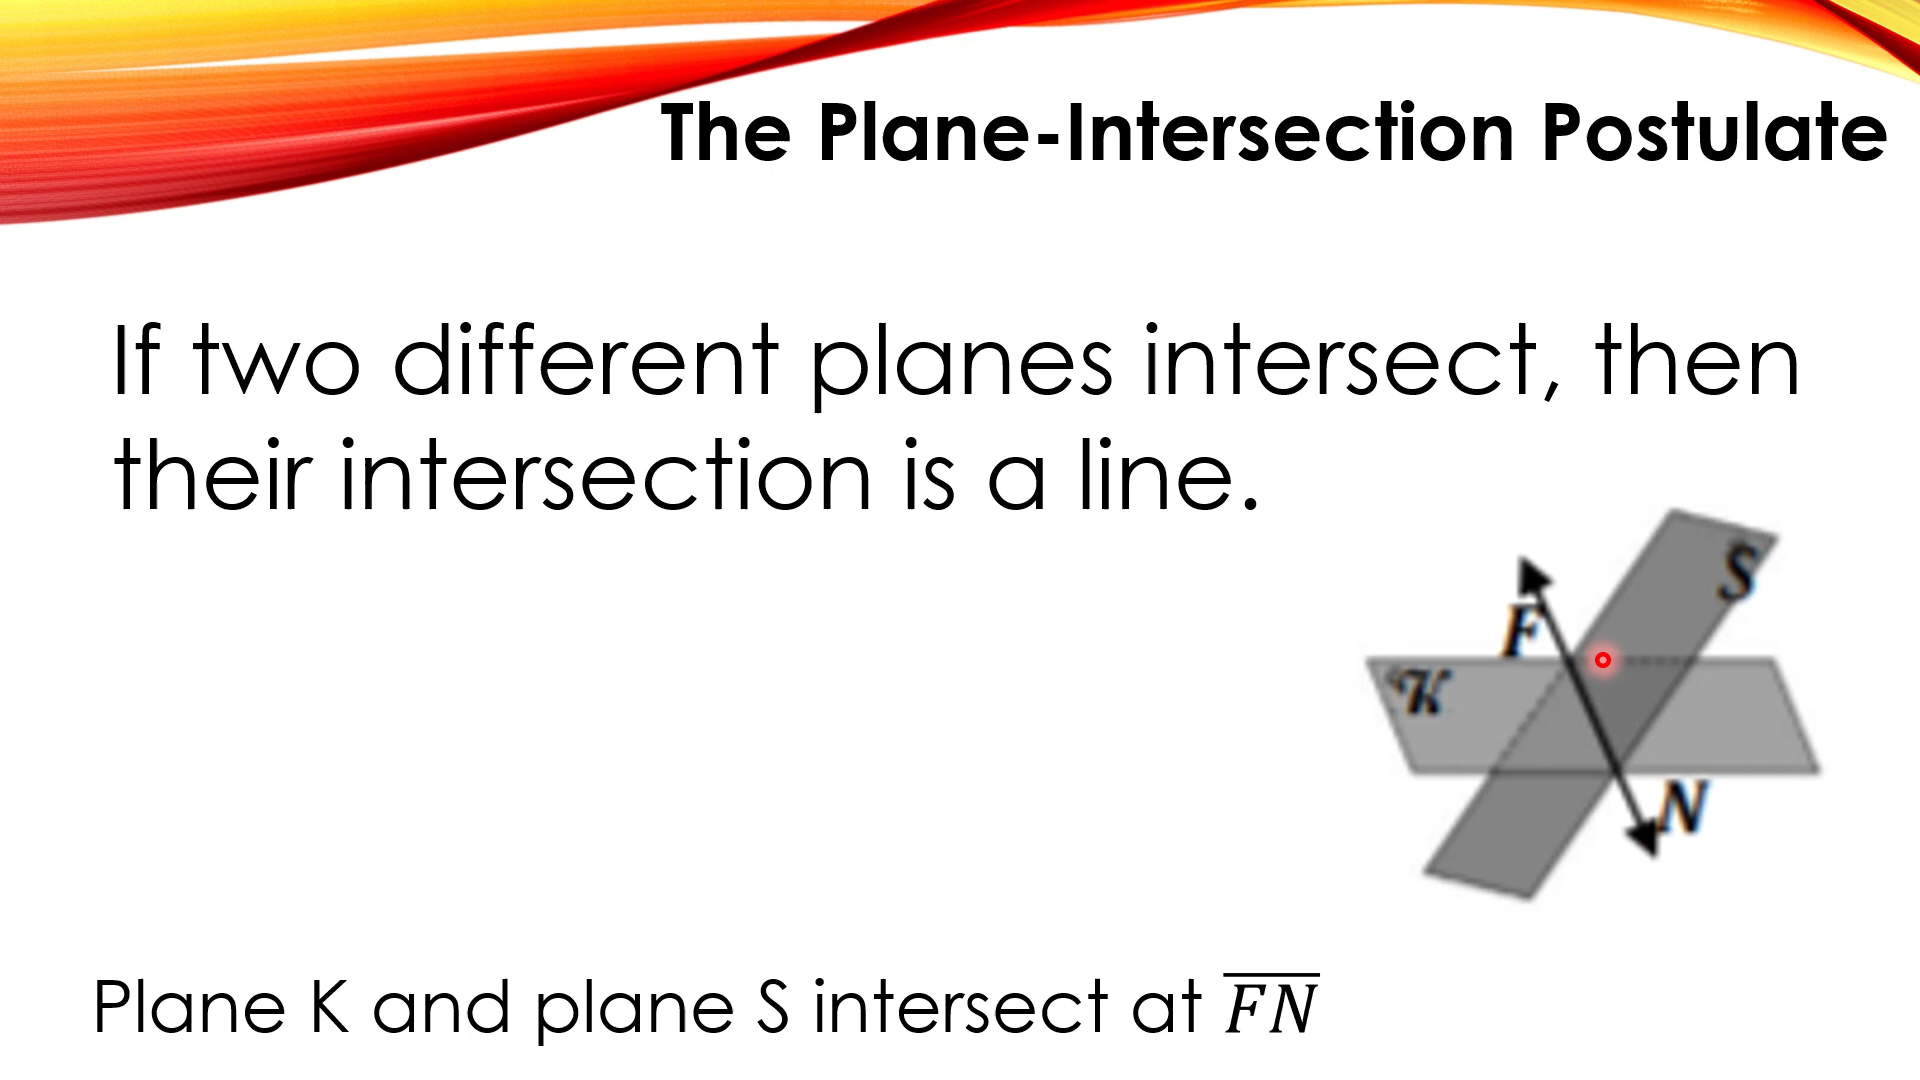 The Plane-Intersection Postulate
If two different planes intersect, then
their intersection is a line.
S
F
K
N
Plane K and plane S intersect at \overline{FN}